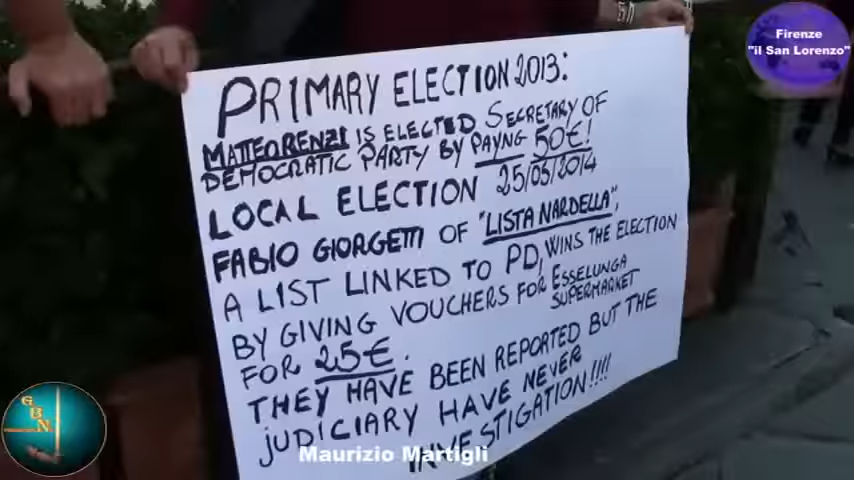 PRIMARY ELECTION 2013:
MATTEO RENZI IS ELECTED SECRETARY OF
DEMOCRATIC PARTY BY PAYNG 50€!
LOCAL ELECTION 25/05/2014
FABIO GIORGETTI OF "LISTA NARDELLA",
A LIST LINKED TO PD, WINS THE ELECTION
BY GIVING VOUCHERS FOR ESSELUNGA
SUPERMARKET
FOR 25€.
THEY HAVE BEEN REPORTED BUT THE
JUDICIARY HAVE NEVER
INVESTIGATION!!!!
Firenze
"il San Lorenzo"
GBN
Maurizio Martigli